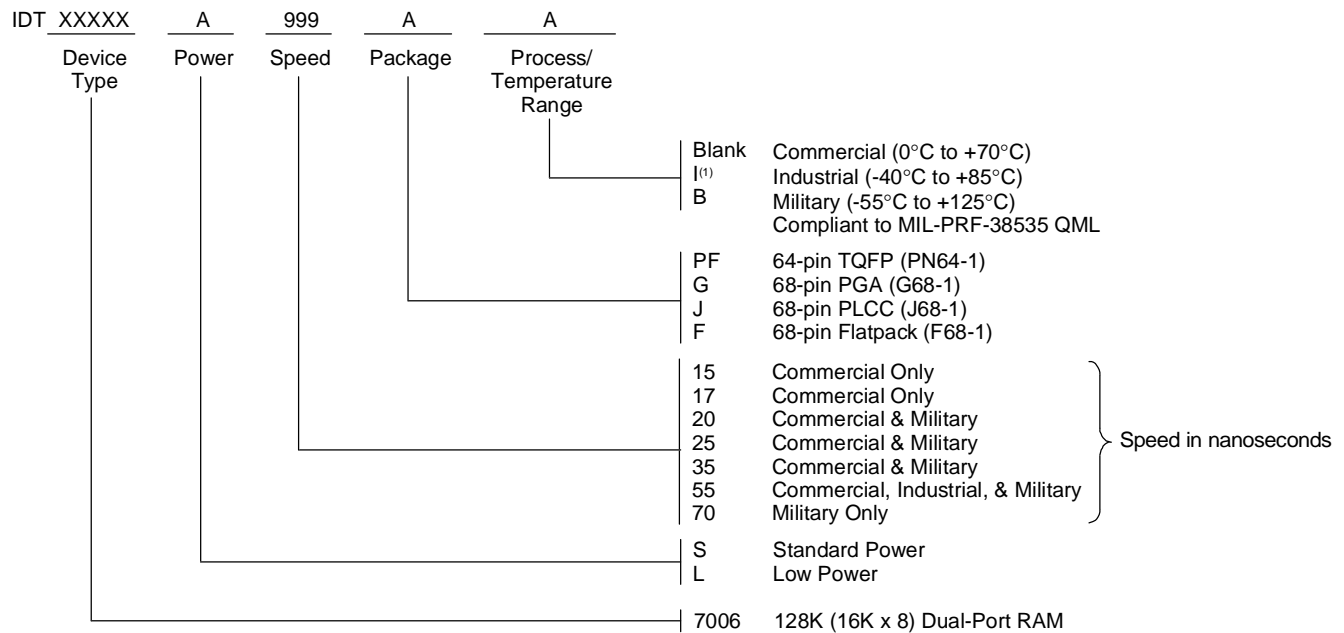 IDT XXXXX A 999 A A
Device Type Power Speed Package Process/ Temperature Range
Blank Commercial (0°C to +70°C)
I(1) Industrial (-40°C to +85°C)
B Military (-55°C to +125°C)
Compliant to MIL-PRF-38535 QML
PF 64-pin TQFP (PN64-1)
G 68-pin PGA (G68-1)
J 68-pin PLCC (J68-1)
F 68-pin Flatpack (F68-1)
15 Commercial Only
17 Commercial Only
20 Commercial & Military
25 Commercial & Military
35 Commercial & Military
55 Commercial, Industrial, & Military
70 Military Only
Speed in nanoseconds
S Standard Power
L Low Power
7006 128K (16K x 8) Dual-Port RAM